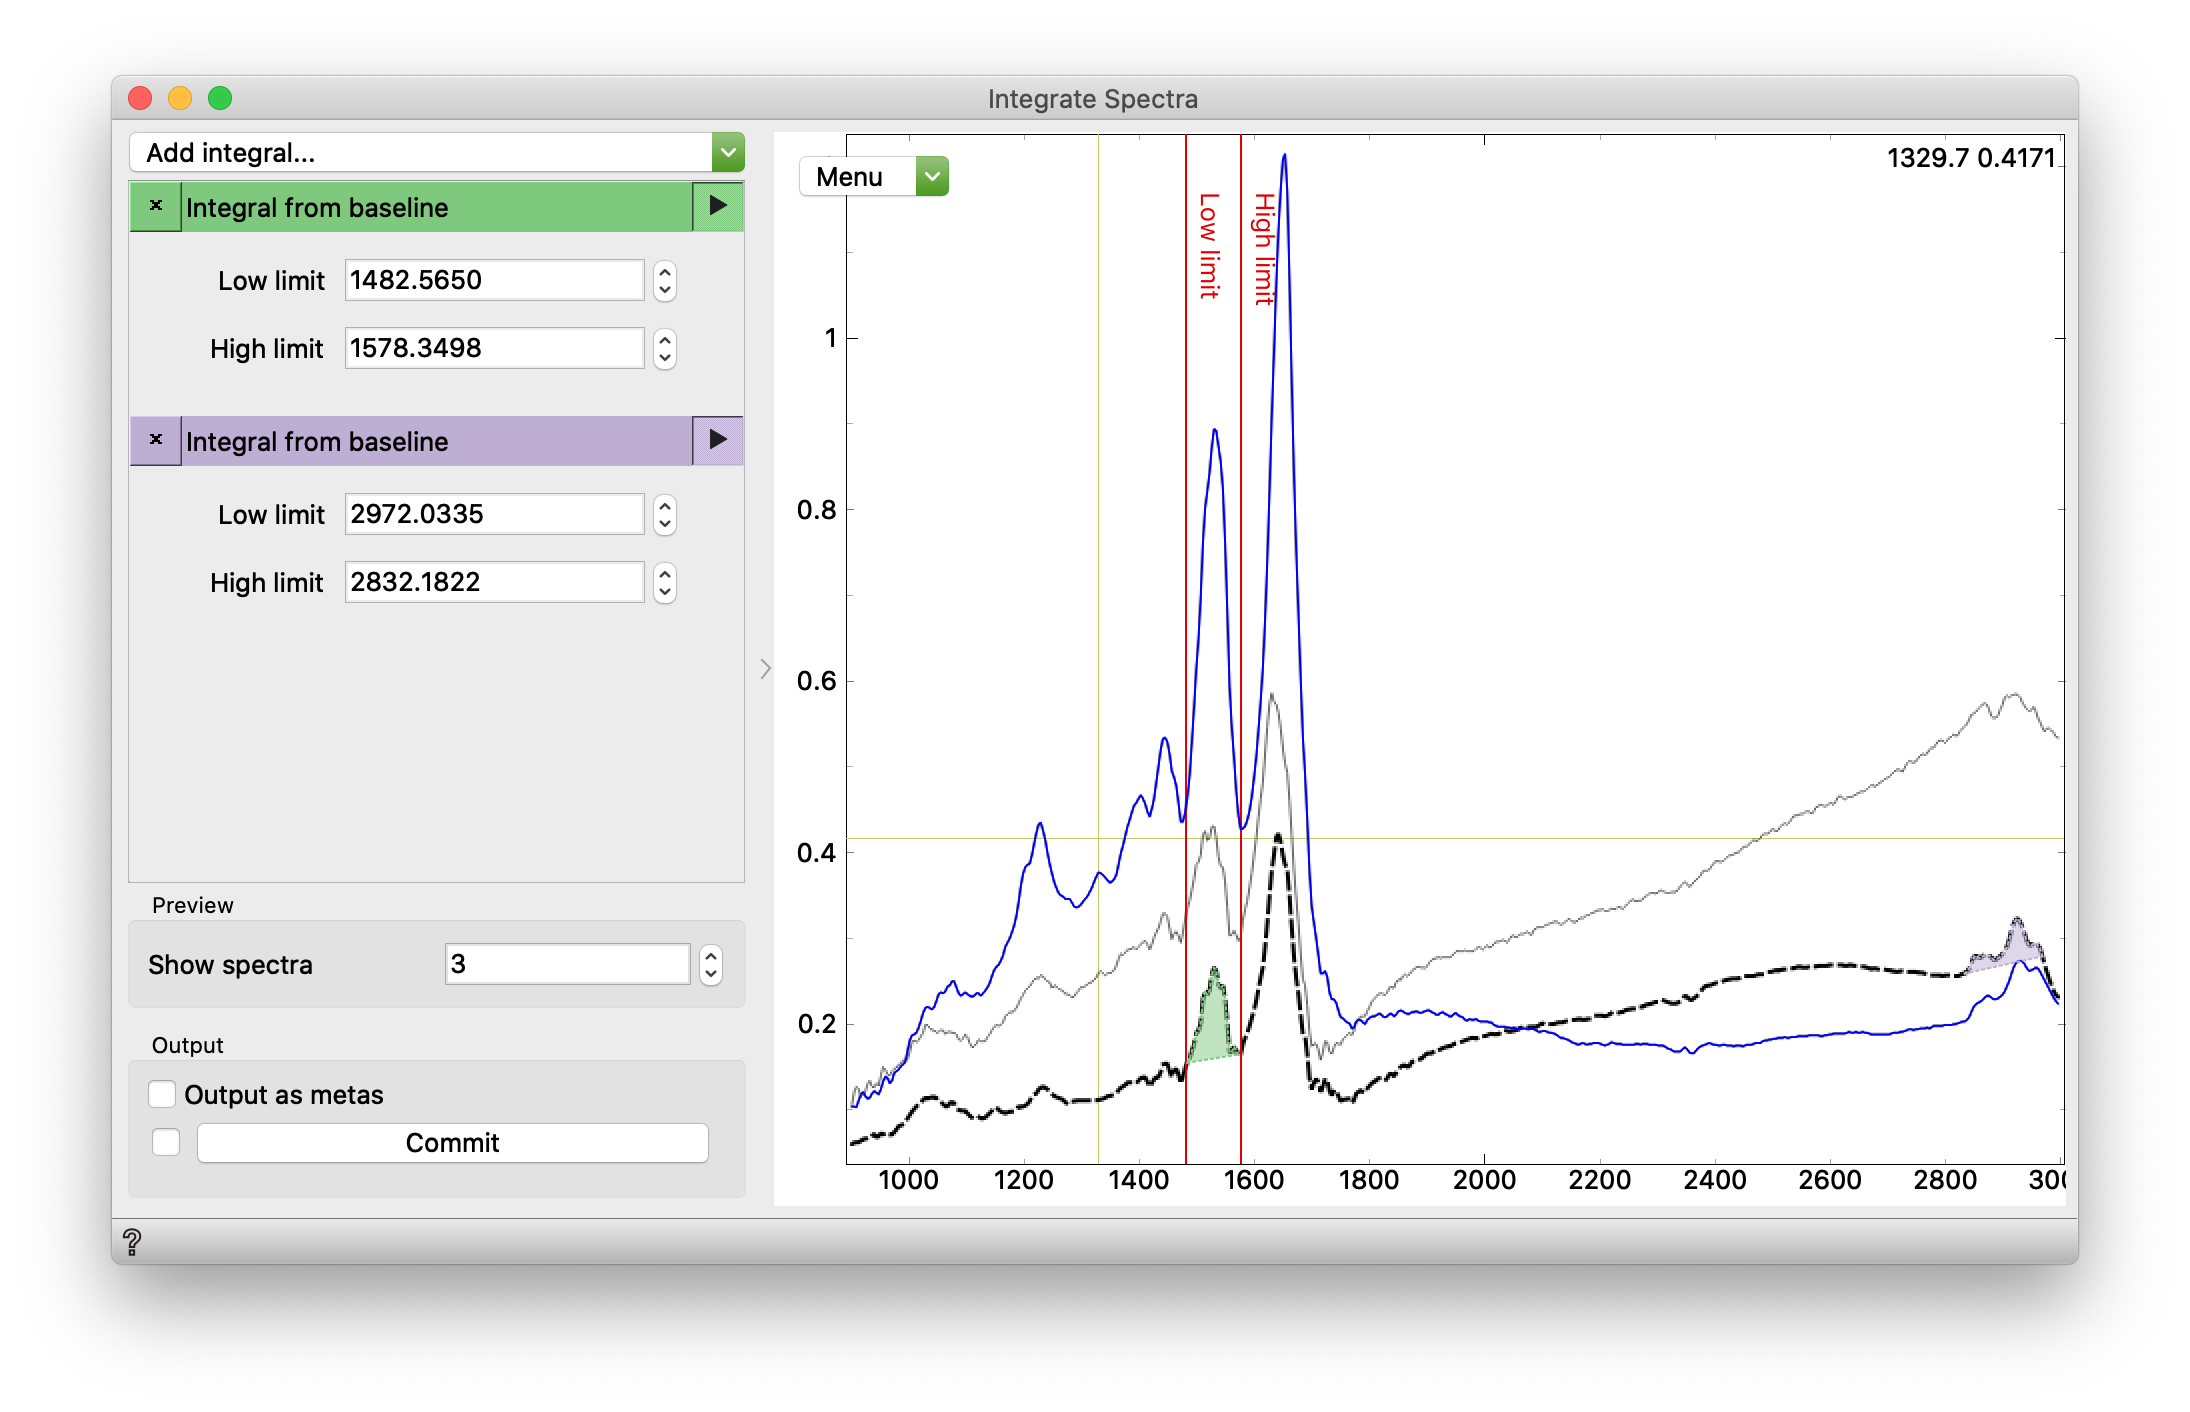 Integrate Spectra
Add integral...
Integral from baseline
Low limit 1482.5650
High limit 1578.3498
Integral from baseline
Low limit 2972.0335
High limit 2832.1822
Preview
Show spectra 3
Output
Output as metas
Commit
?
Menu
1329.7 0.4171
Low limit
High limit
1
0.8
0.6
0.4
0.2
1000 1200 1400 1600 1800 2000 2200 2400 2600 2800 300